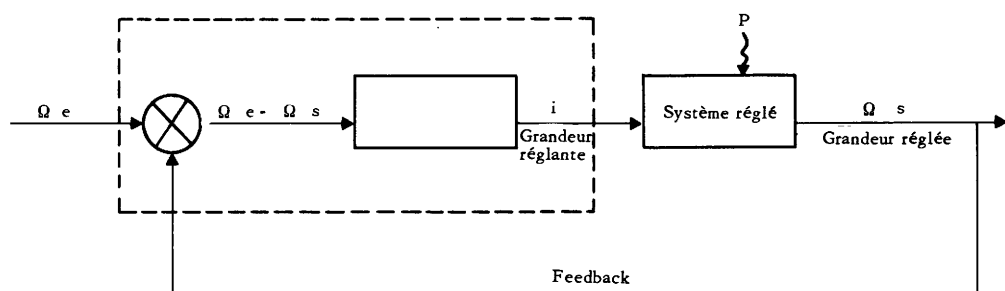 P
Ω e
Ω e - Ω s
i
Grandeur
réglante
Système réglé
Ω s
Grandeur réglée
Feedback